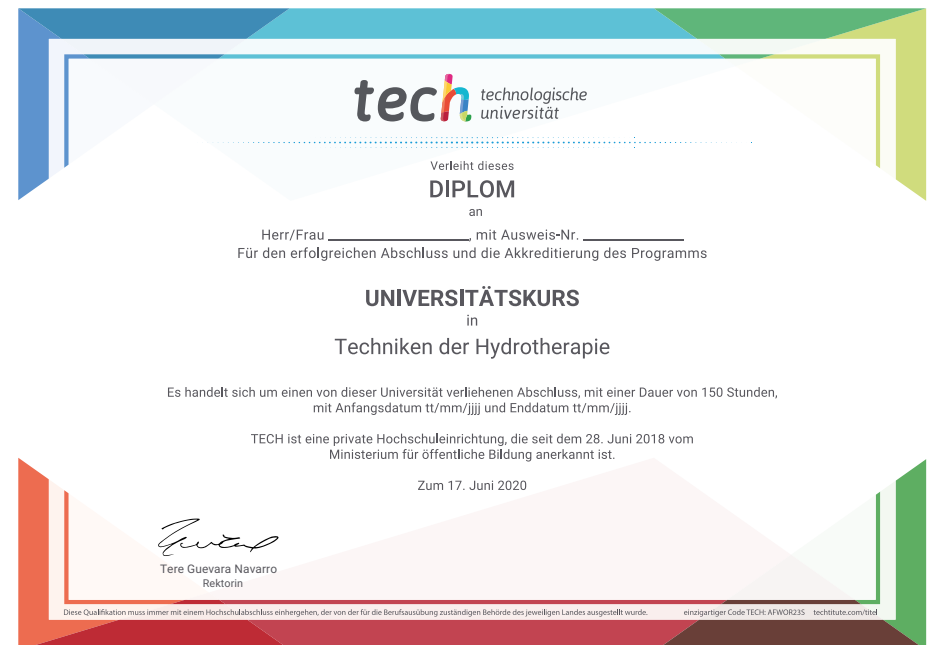 tech technologische
universität
Verleiht dieses
DIPLOM
an
Herr/Frau ____________________, mit Ausweis-Nr. ______________
Für den erfolgreichen Abschluss und die Akkreditierung des Programms
UNIVERSITÄTSKURS
in
Techniken der Hydrotherapie
Es handelt sich um einen von dieser Universität verliehenen Abschluss, mit einer Dauer von 150 Stunden,
mit Anfangsdatum tt/mm/jjjj und Enddatum tt/mm/jjjj.
TECH ist eine private Hochschuleinrichtung, die seit dem 28. Juni 2018 vom
Ministerium für öffentliche Bildung anerkannt ist.
Zum 17. Juni 2020
Tere Guevara Navarro
Rektorin
Diese Qualifikation muss immer mit einem Hochschulabschluss einhergehen, der von der für die Berufsausübung zuständigen Behörde des jeweiligen Landes ausgestellt wurde. einzigartiger Code TECH: AFWOR23S techtitute.com/titel